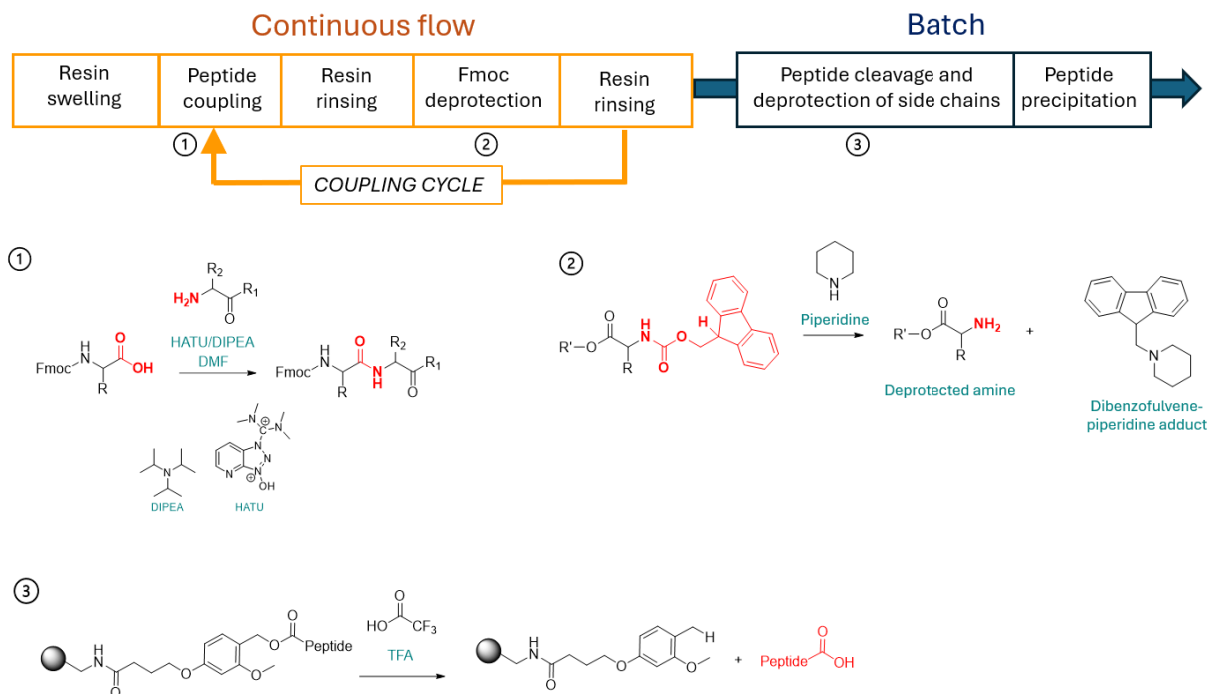 Continuous flow
Batch
Resin
swelling
Peptide
coupling
Resin
rinsing
Fmoc
deprotection
Resin
rinsing
Peptide cleavage and
deprotection of side chains
Peptide
precipitation
①
②
③
COUPLING CYCLE
①
R2
H2N
R1
O
HATU/DIPEA
DMF
H
N
Fmoc
O
OH
R
H
N
Fmoc
R
O
N
H
R2
R1
O
N
DIPEA
N
C
⊕
N
N
N
N
N
⊕
OH
HATU
②
O
R'
O
R
H
N
O
O
H
N
H
Piperidine
O
R'
O
NH2
R
Deprotected amine
+
N
Dibenzofulvene-
piperidine adduct
③
H
N
O
O
O
O
O
Peptide
O
HO
CF3
TFA
H
N
O
O
O
H
+
Peptide
O
OH